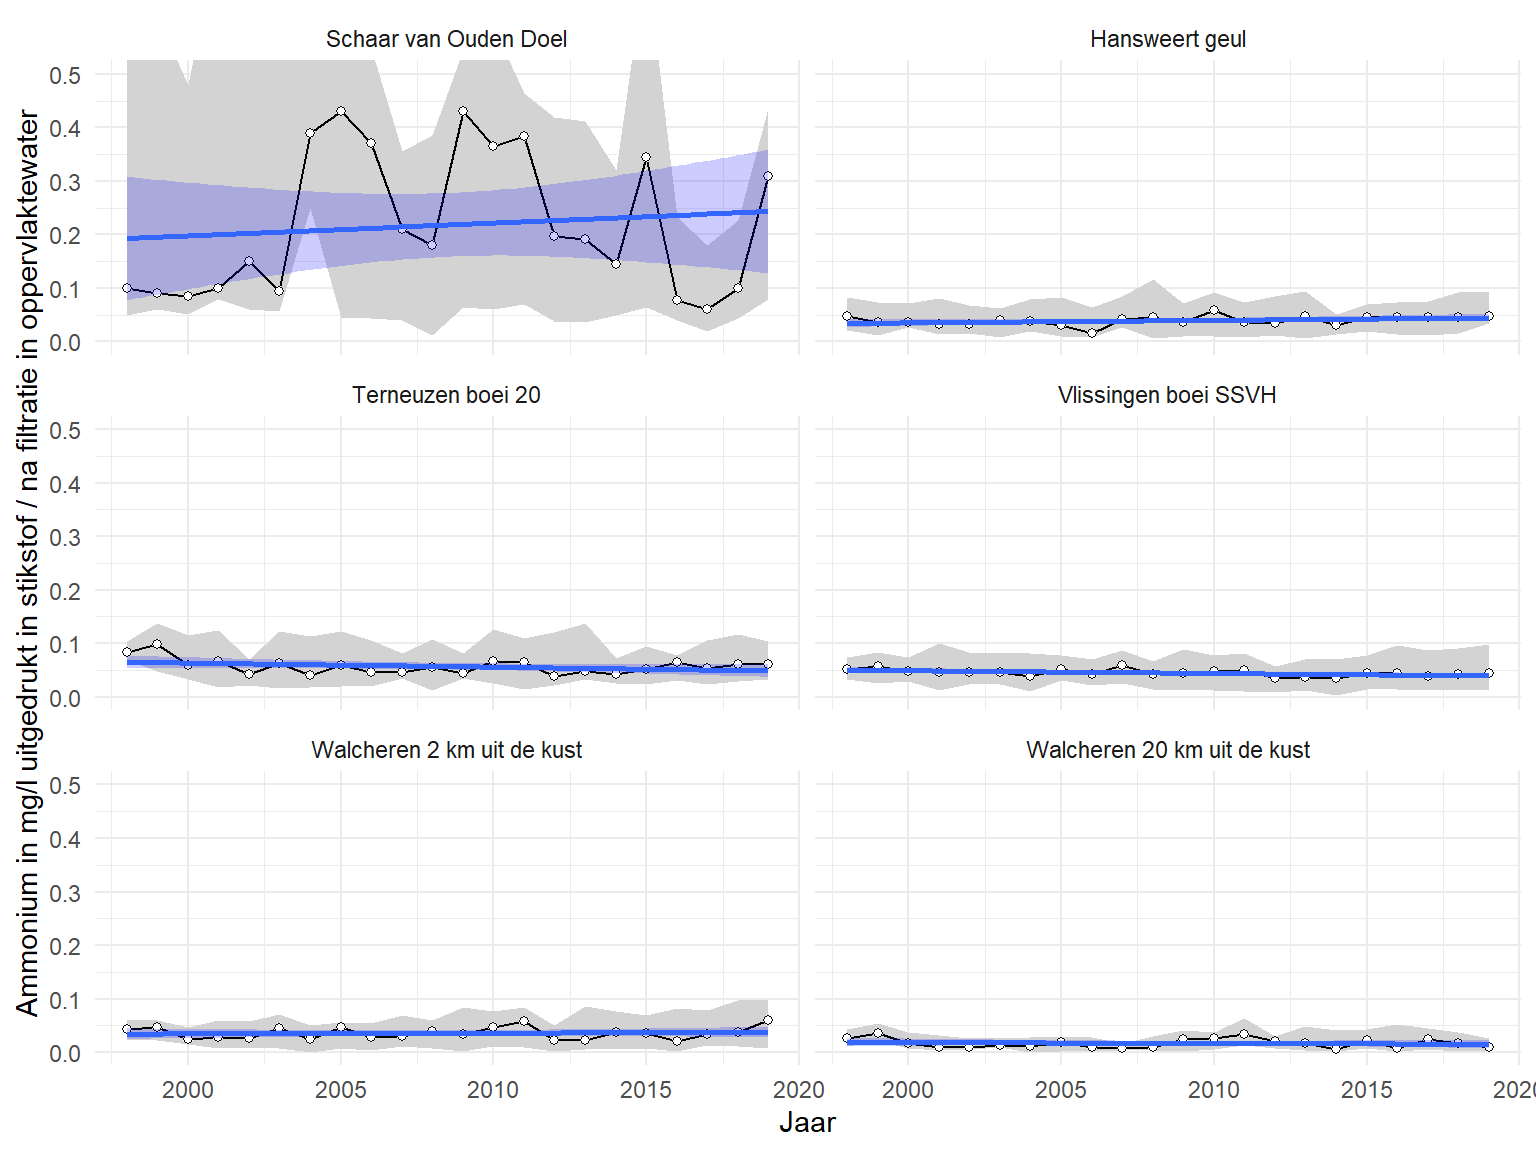 Schaar van Ouden Doel
Hansweert geul
0.5
0.4
0.3
0.2
0.1
0.0
Terneuzen boei 20
Vlissingen boei SSVH
0.5
0.4
0.3
0.2
0.1
0.0
Walcheren 2 km uit de kust
Walcheren 20 km uit de kust
0.5
0.4
0.3
0.2
0.1
0.0
2000 2005 2010 2015 2020 2000 2005 2010 2015 2020
Jaar
Ammonium in mg/l uitgedrukt in stikstof / na filtratie in oppervlaktewater